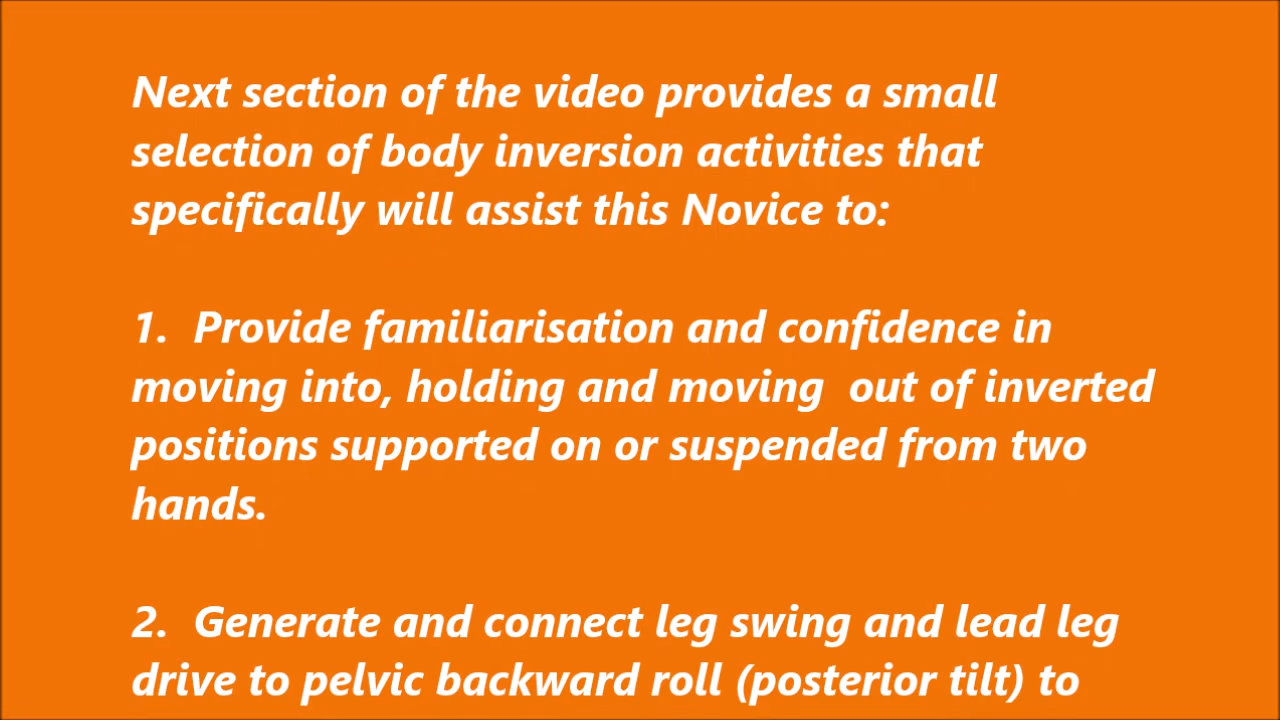 Next section of the video provides a small
selection of body inversion activities that
specifically will assist this Novice to:
1.  Provide familiarisation and confidence in
moving into, holding and moving  out of inverted
positions supported on or suspended from two
hands.
2.  Generate and connect leg swing and lead leg
drive to pelvic backward roll (posterior tilt) to